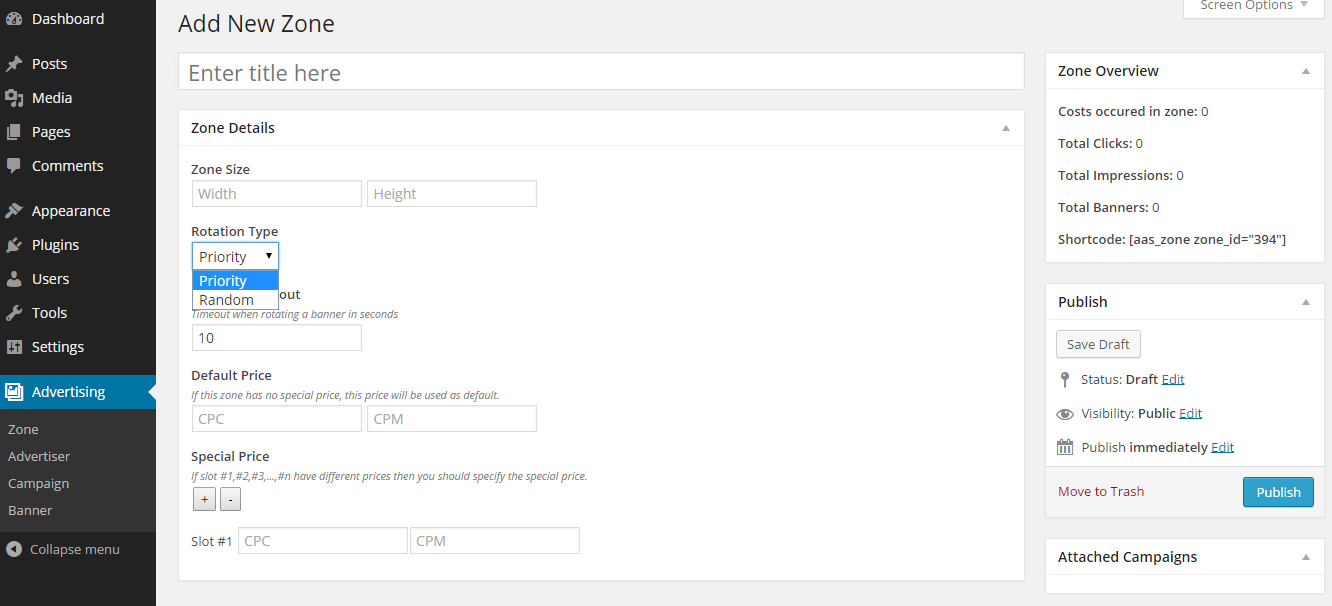 Dashboard
Posts
Media
Pages
Comments
Appearance
Plugins
Users
Tools
Settings
Advertising
Zone
Advertiser
Campaign
Banner
Collapse menu
Screen Options
Add New Zone
Enter title here
Zone Details
Zone Size
Width Height
Rotation Type
Priority
Priority
Random
out
Timeout when rotating a banner in seconds
10
Default Price
If this zone has no special price, this price will be used as default.
CPC CPM
Special Price
If slot #1,#2,#3,...,#n have different prices then you should specify the special price.
+ -
Slot #1 CPC CPM
Zone Overview
Costs occured in zone: 0
Total Clicks: 0
Total Impressions: 0
Total Banners: 0
Shortcode: [aas_zone zone_id="394"]
Publish
Save Draft
Status: Draft Edit
Visibility: Public Edit
Publish immediately Edit
Move to Trash Publish
Attached Campaigns